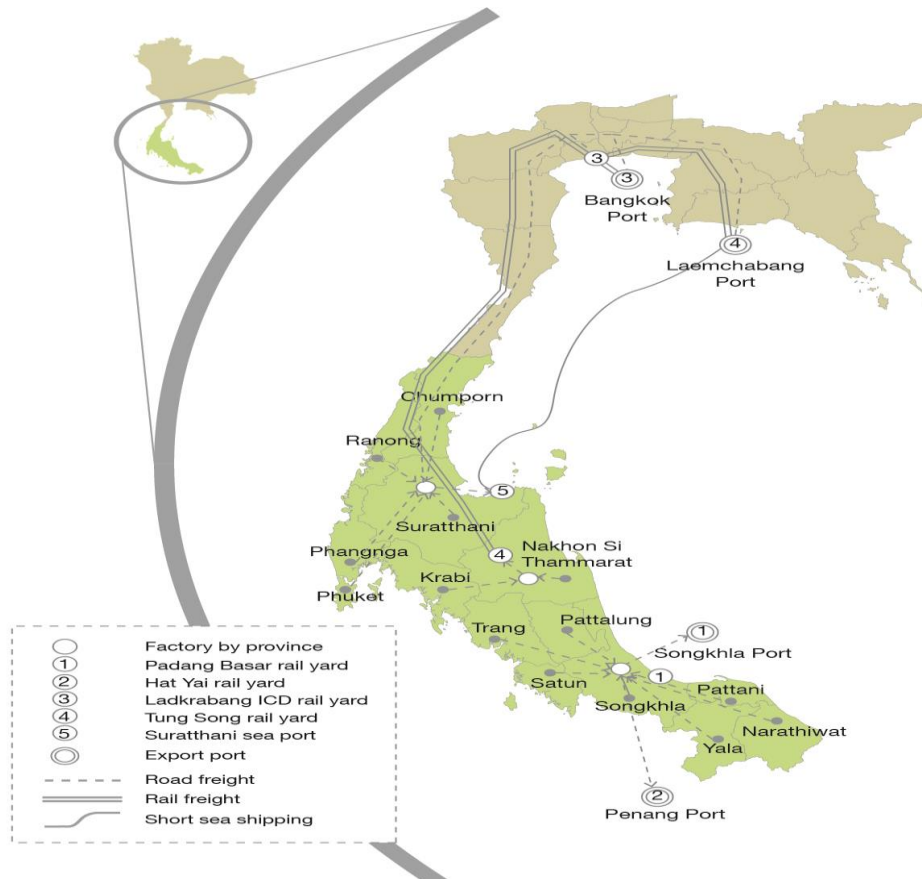 3
3
Bangkok
Port
4
Laemchabang
Port
Chumporn
Ranong
5
Suratthani
4
Nakhon Si
Thammarat
Phangnga
Krabi
Phuket
Pattalung
Trang
1
Songkhla Port
1
Satun
Songkhla
Pattani
Narathiwat
Yala
2
Penang Port
Factory by province
1 Padang Basar rail yard
2 Hat Yai rail yard
3 Ladkrabang ICD rail yard
4 Tung Song rail yard
5 Suratthani sea port
Export port
Road freight
Rail freight
Short sea shipping